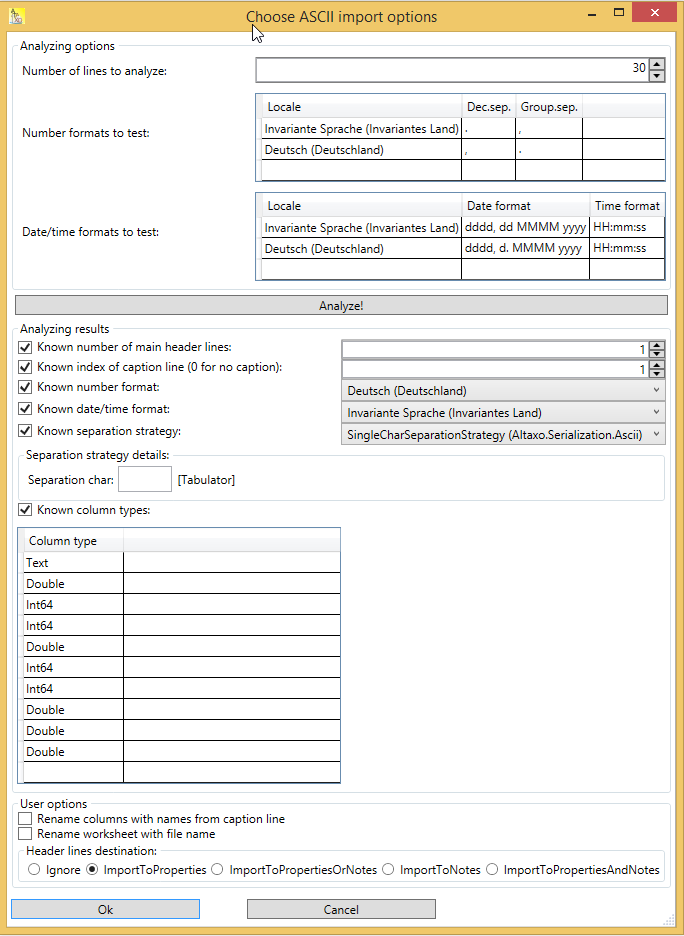 Choose ASCII import options
Analyzing options
Number of lines to analyze: 30
Number formats to test:
Locale Dec.sep. Group.sep.
Invariante Sprache (Invariantes Land) . ,
Deutsch (Deutschland) , .
Date/time formats to test:
Locale Date format Time format
Invariante Sprache (Invariantes Land) dddd, dd MMMM yyyy HH:mm:ss
Deutsch (Deutschland) dddd, d. MMMM yyyy HH:mm:ss
Analyze!
Analyzing results
Known number of main header lines: 1
Known index of caption line (0 for no caption): 1
Known number format: Deutsch (Deutschland)
Known date/time format: Invariante Sprache (Invariantes Land)
Known separation strategy: SingleCharSeparationStrategy (Altaxo.Serialization.Ascii)
Separation strategy details:
Separation char: [Tabulator]
Known column types:
Column type
Text
Double
Int64
Int64
Double
Int64
Int64
Double
Double
Double
User options
Rename columns with names from caption line
Rename worksheet with file name
Header lines destination:
Ignore ImportToProperties ImportToPropertiesOrNotes ImportToNotes ImportToPropertiesAndNotes
Ok Cancel